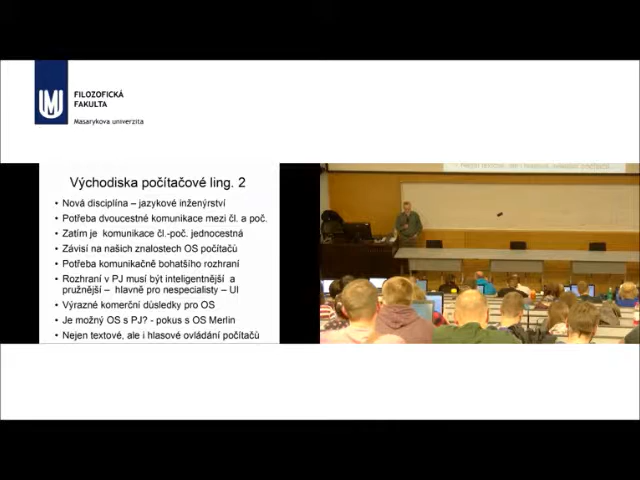 FILOZOFICKÁ
FAKULTA
Masarykova univerzita
Východiska počítačové ling. 2
• Nová disciplína – jazykové inženýrství
• Potřeba dvoucestné komunikace mezi čl. a poč.
• Zatím je komunikace čl.-poč. jednocestná
• Závisí na našich znalostech OS počítačů
• Potřeba komunikačně bohatšího rozhraní
• Rozhraní v PJ musí být inteligentnější a
pružnější – hlavně pro nespecialisty – UI
• Výrazné komerční důsledky pro OS
• Je možný OS s PJ? - pokus s OS Merlin
• Nejen textové, ale i hlasové ovládání počítačů